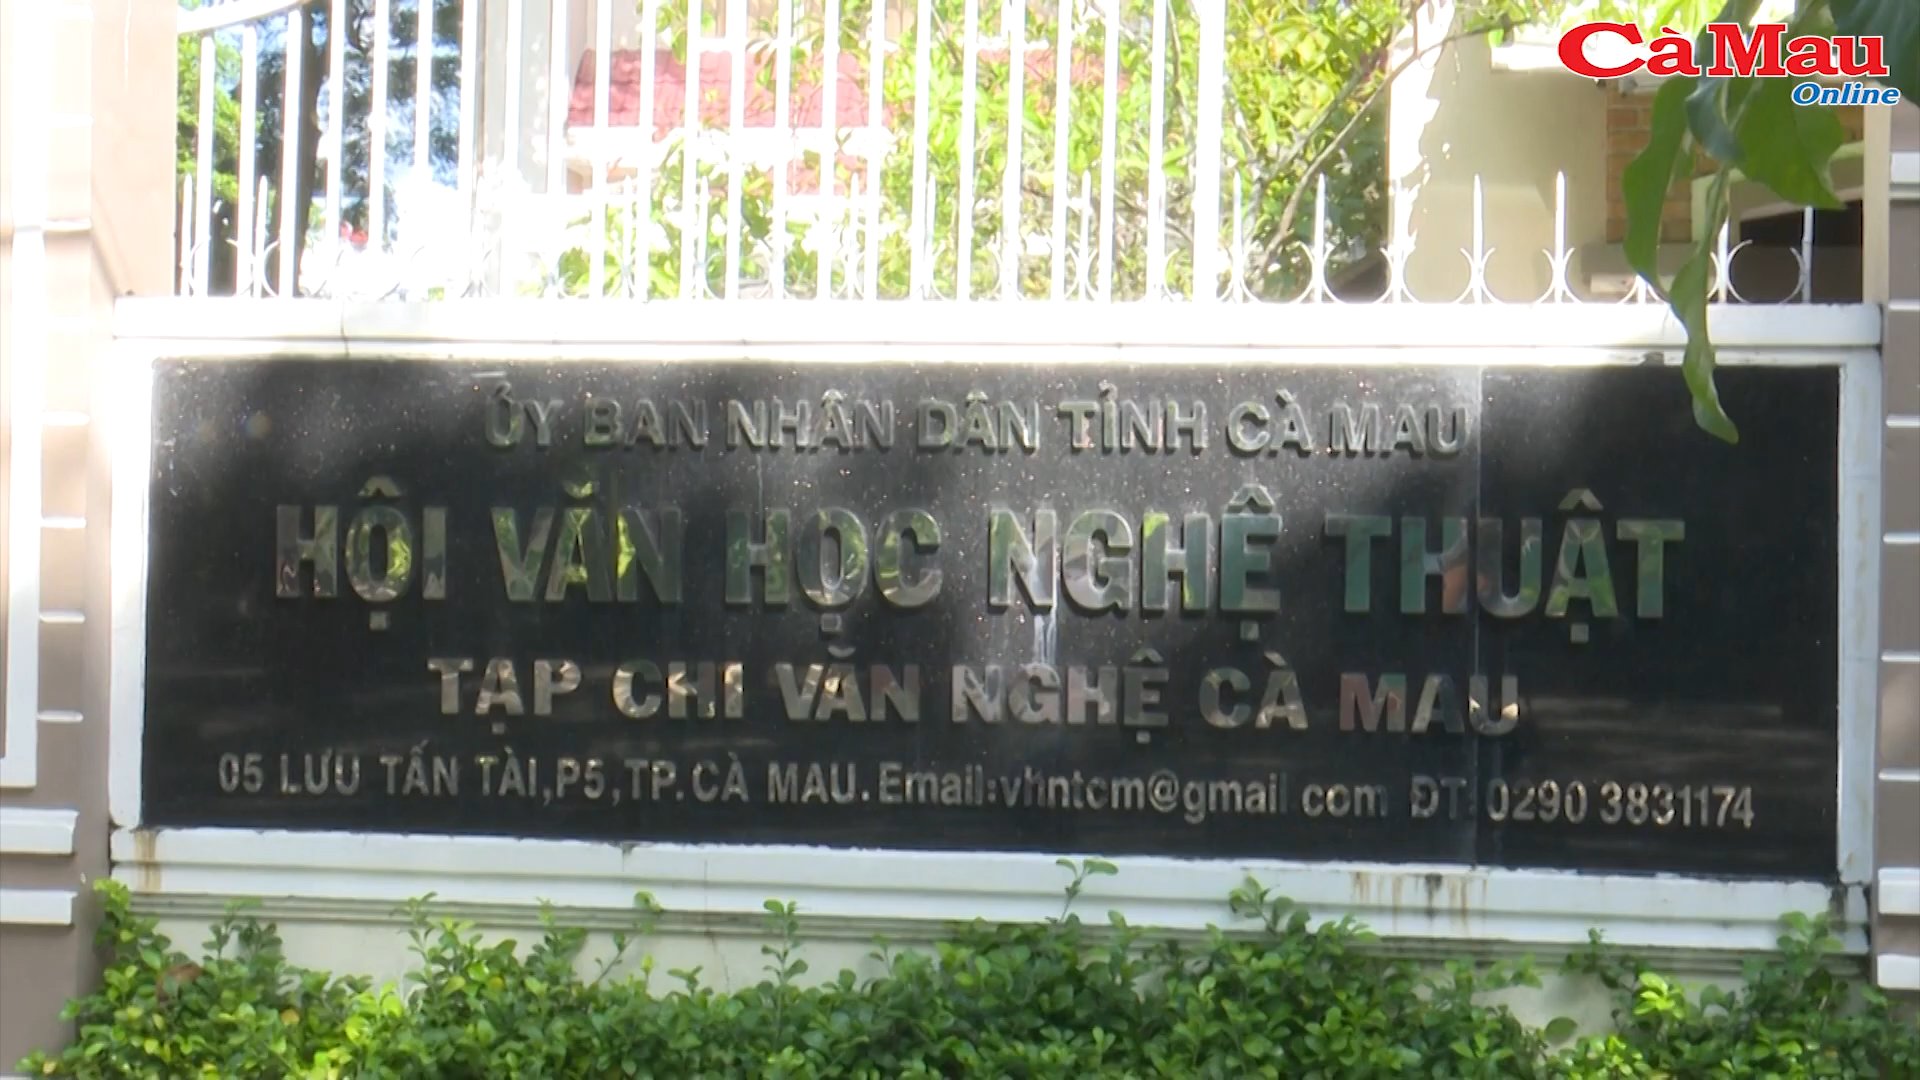 Cà Mau
Online
ỦY BAN NHÂN DÂN TỈNH CÀ MAU
HỘI VĂN HỌC NGHỆ THUẬT
TẠP CHI VĂN NGHỆ CÀ MAU
05 LƯU TẤN TÀI,P5,TP.CÀ MAU.Email:vhntcm@gmail com ĐT: 0290 3831174